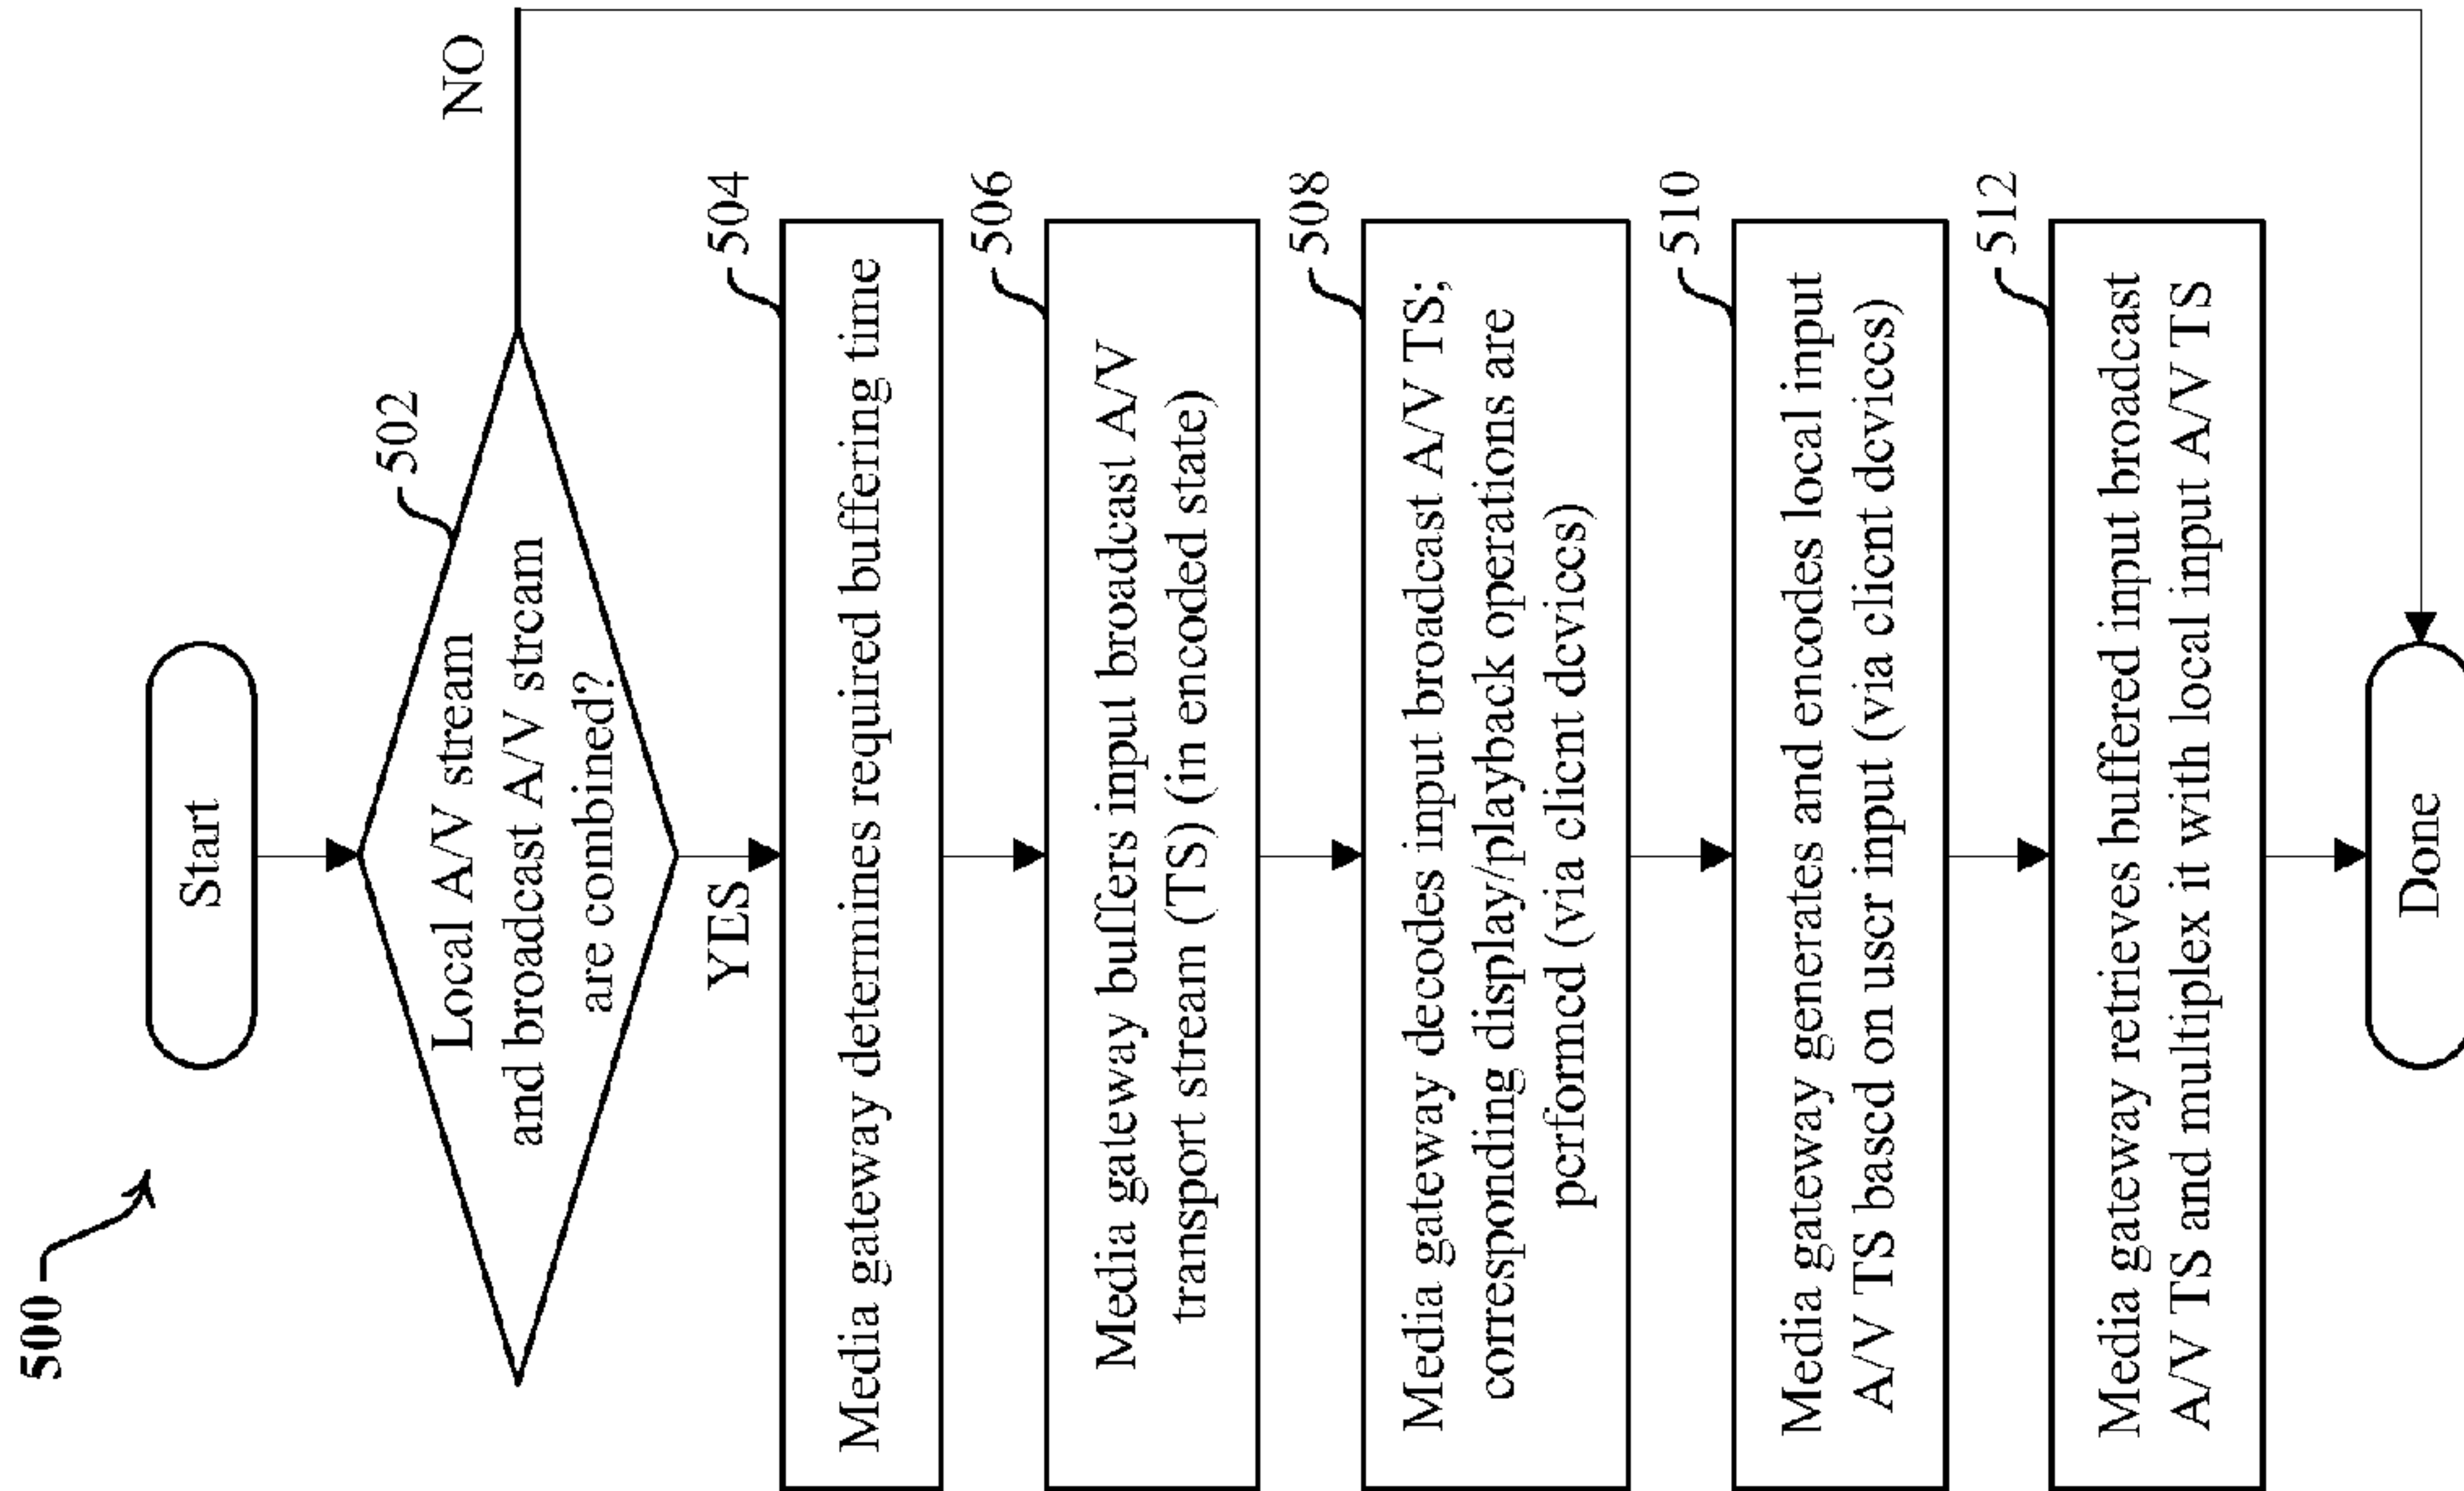 500
Start
502
Local A/V stream
and broadcast A/V stream
are combined?
NO
YES
504
Media gateway determines required buffering time
506
Media gateway buffers input broadcast A/V
transport stream (TS) (in encoded state)
508
Media gateway decodes input broadcast A/V TS;
corresponding display/playback operations are
performed (via client devices)
510
Media gateway generates and encodes local input
A/V TS based on user input (via client devices)
512
Media gateway retrieves buffered input broadcast
A/V TS and multiplex it with local input A/V TS
Done